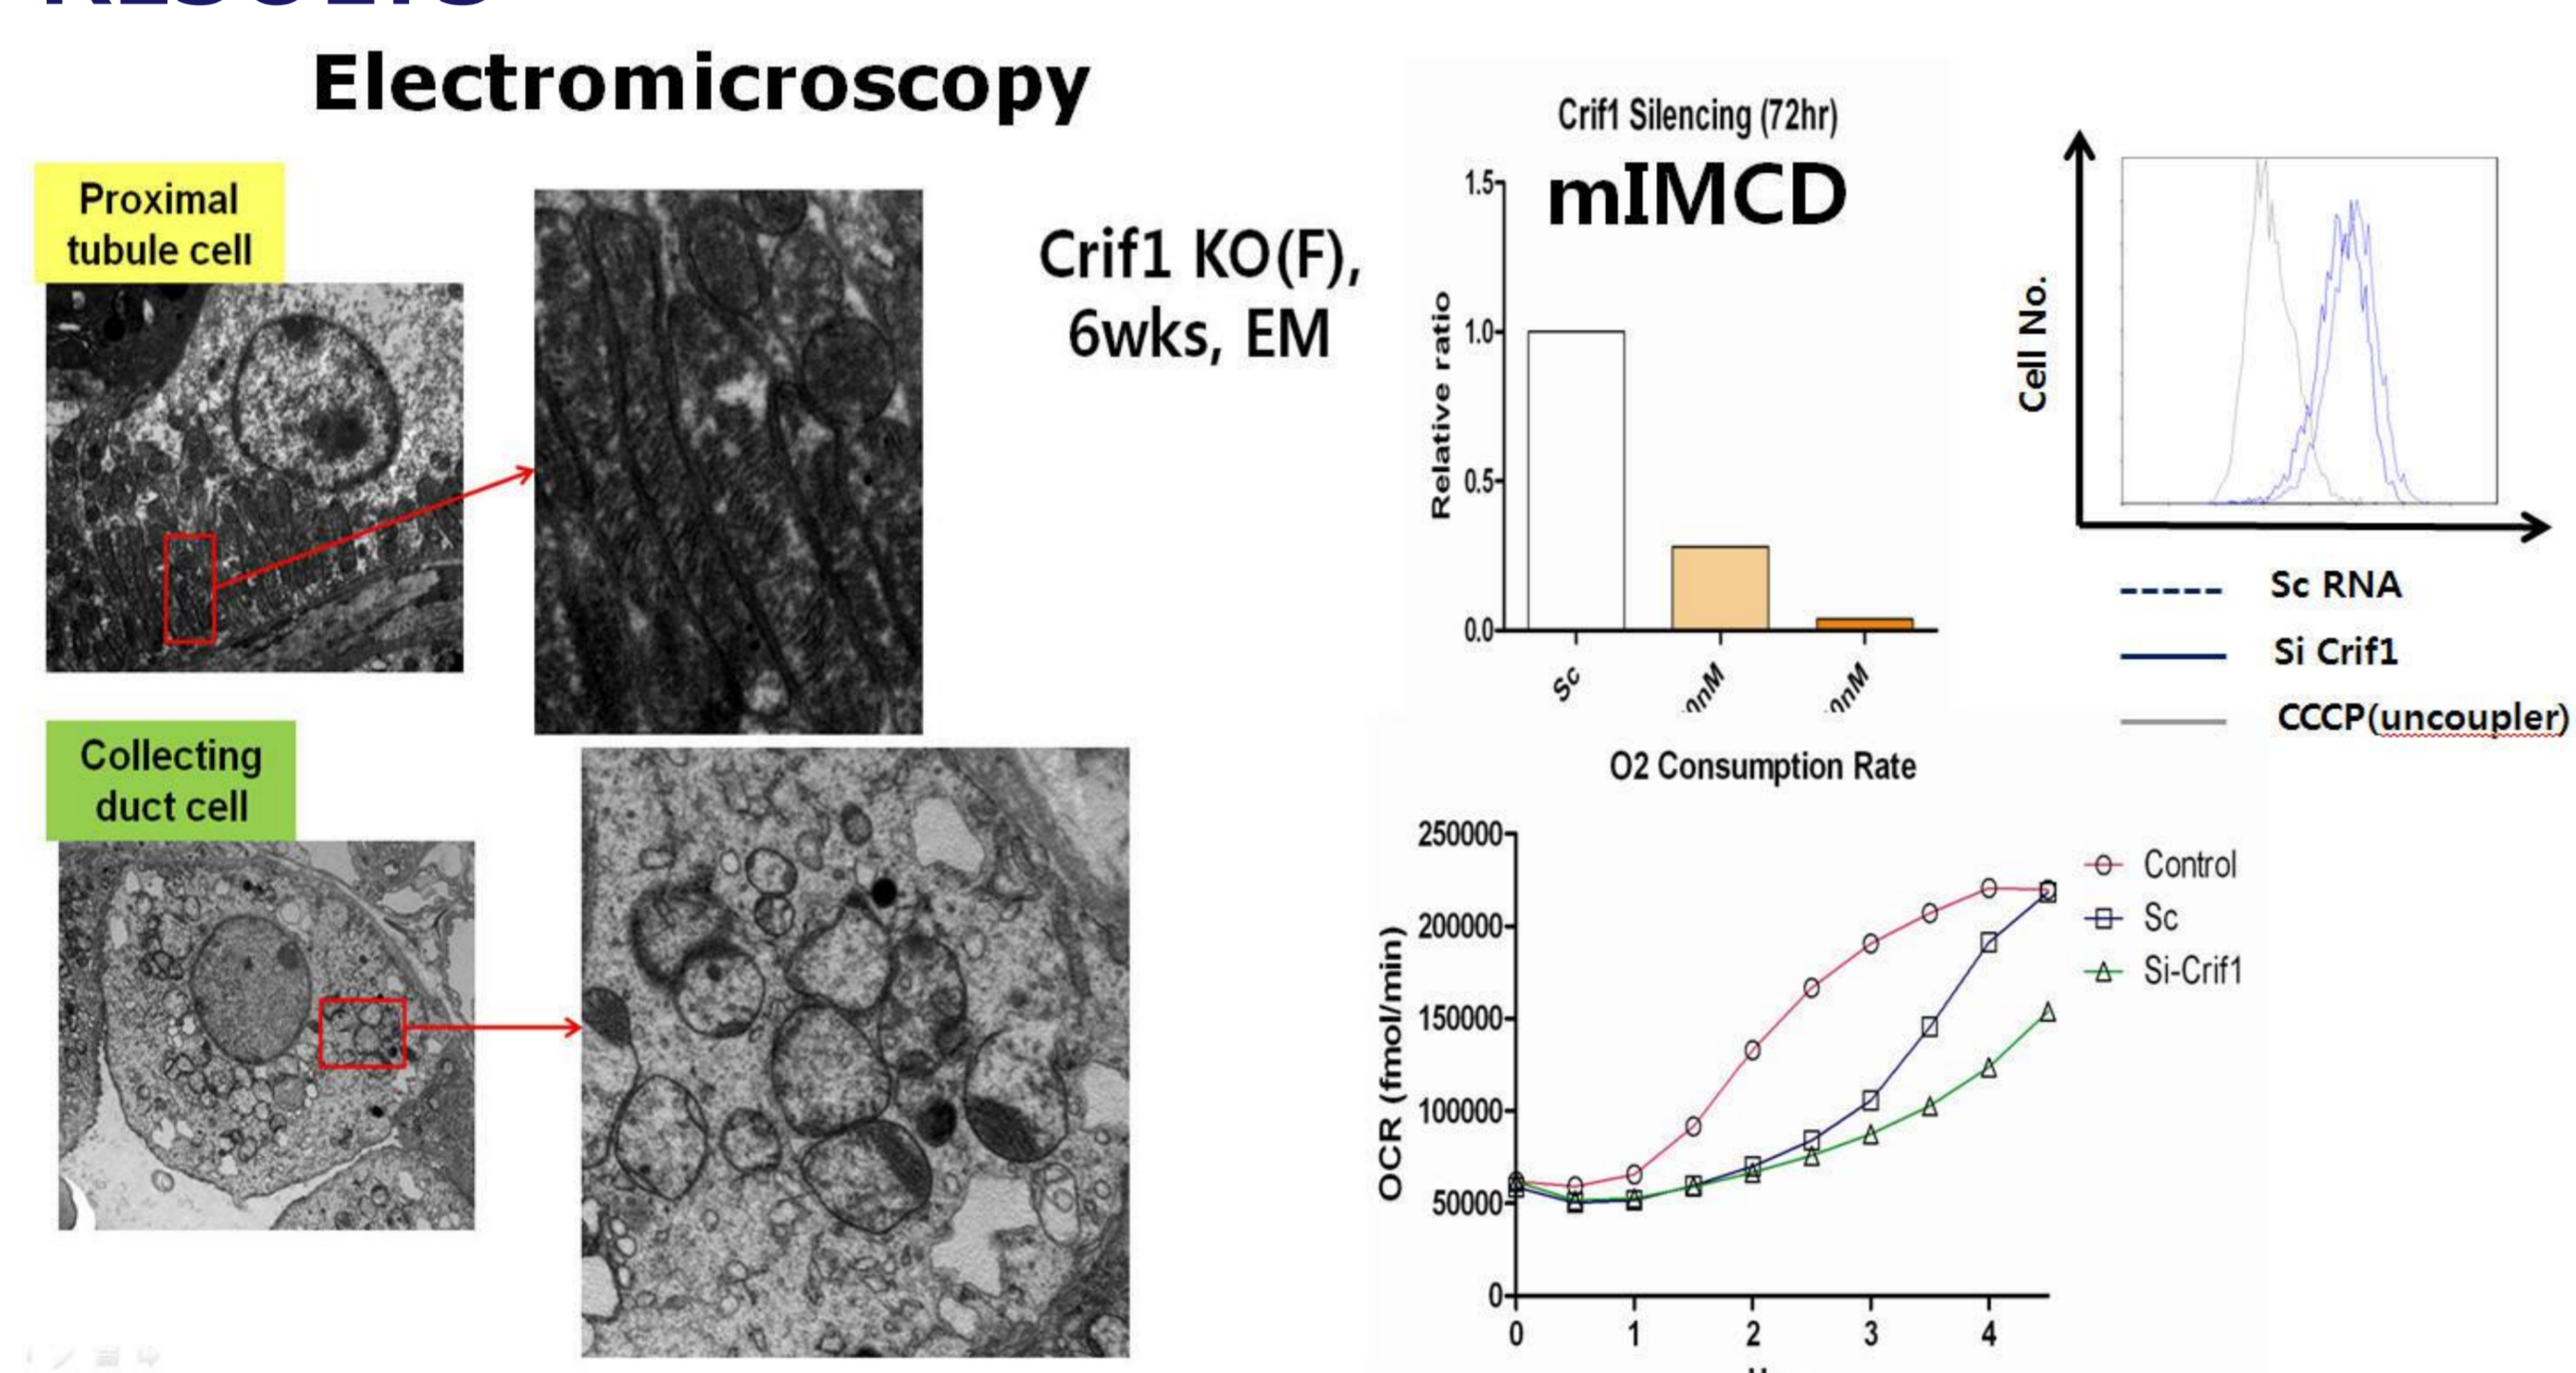 RESULTS
Electromicroscopy
Proximal
tubule cell
Crif1 KO(F),
6wks, EM
Collecting
duct cell
Crif1 Silencing (72hr)
mIMCD
Relative ratio
1.5
1.0
0.5
0.0
Sc
Cell No.
Sc RNA
Si Crif1
CCCP(uncoupler)
O2 Consumption Rate
OCR (fmol/min)
250000
200000
150000
100000
50000
0
0 1 2 3 4
Control
Sc
Si-Crif1